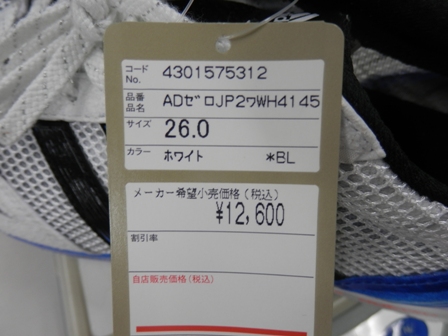 コード No. 4301575312
品番 品名 ADｾﾞﾛJP2ﾜWH4145
サイズ 26.0
カラー ホワイト *BL
メーカー希望小売価格(税込)
¥12,600
割引率
自店販売価格(税込)